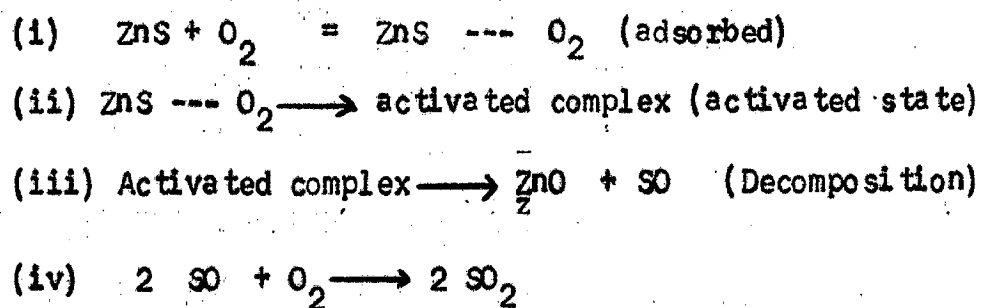 (i) ZnS + O2 = ZnS --- O2 (adsorbed)
(ii) ZnS --- O2 ⟶ activated complex (activated state)
(iii) Activated complex ⟶ ZnO + SO (Decomposition)
(iv) 2 SO + O2 ⟶ 2 SO2